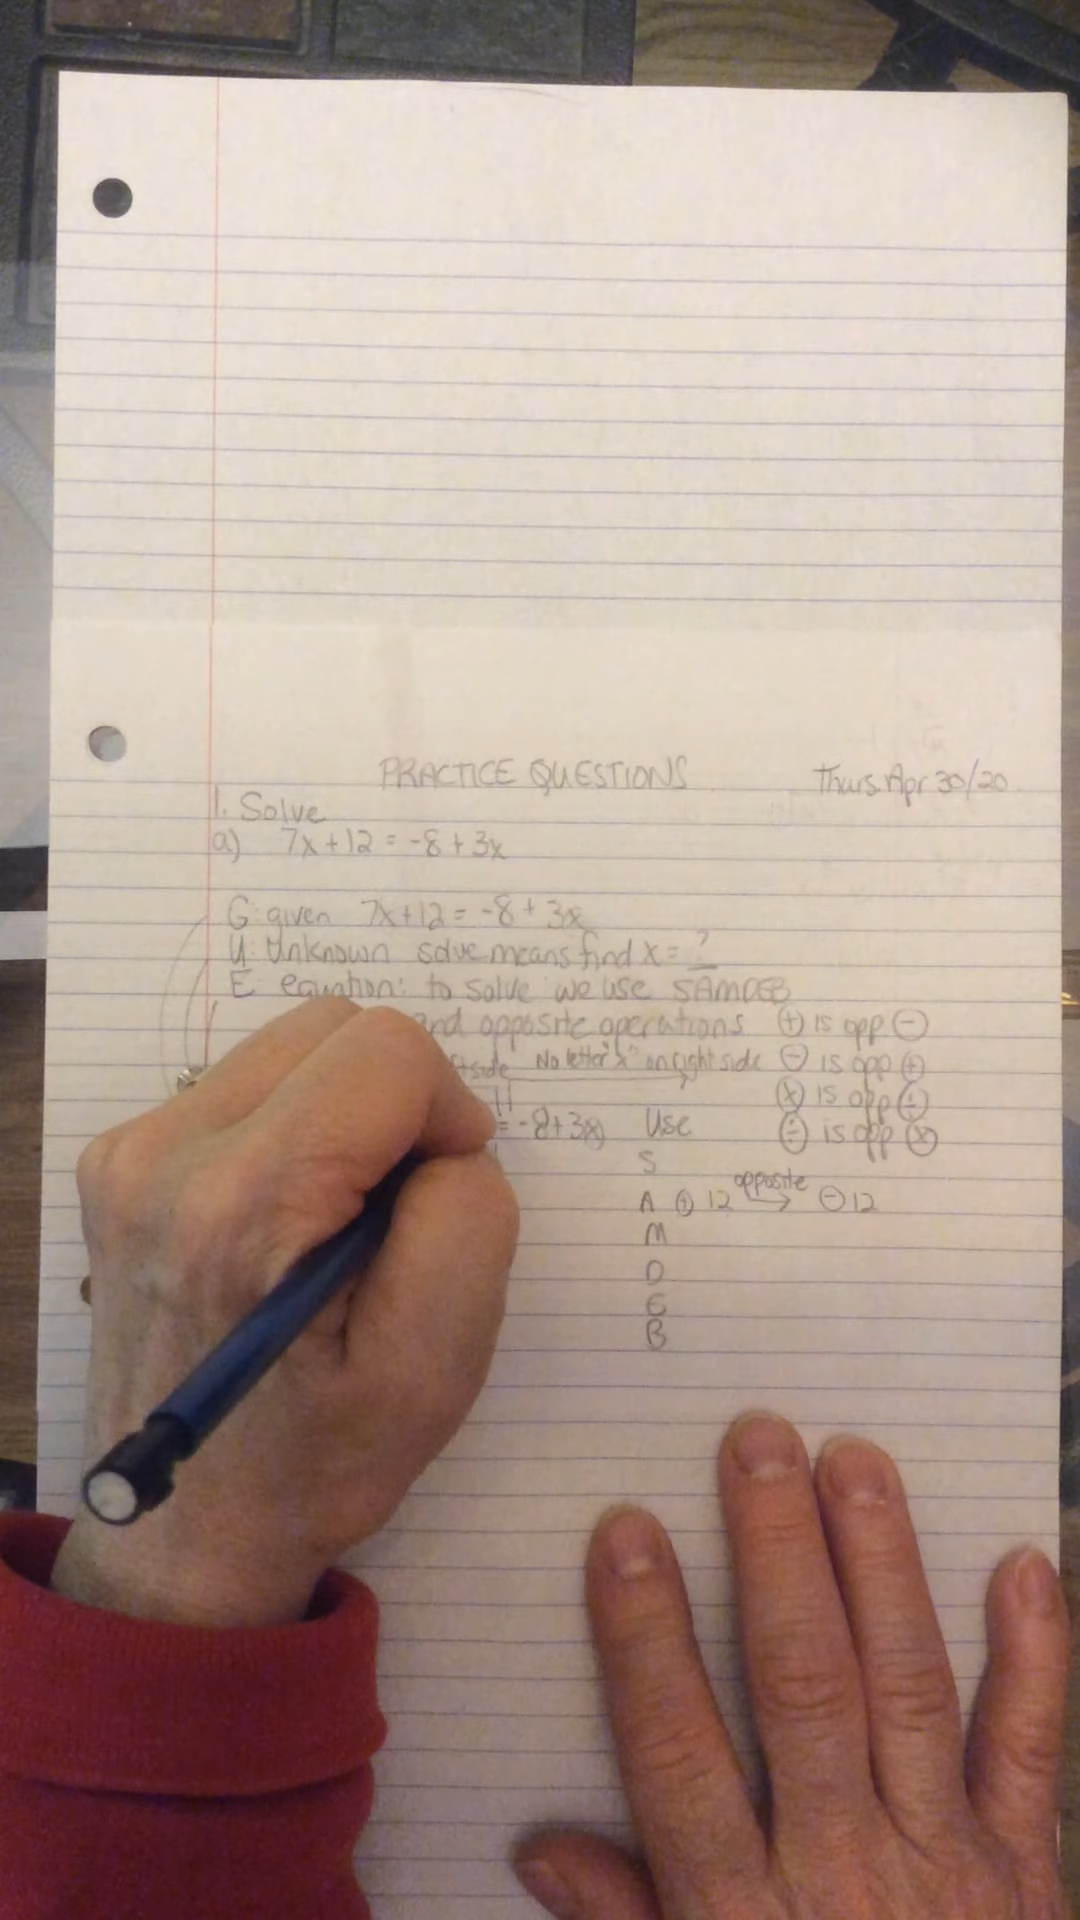 PRACTICE QUESTIONS Thurs. Apr 30/20
1. Solve
a) 7x+12 = -8+3x
G: given 7x+12 = -8+3x
U: Unknown solve means find x = ?
E: equation: to solve we use SAMDEB
and opposite operations ⊕ is opp ⊖
side No letter "x" on right side ⊖ is opp ⊕
ⓧ is opp ⊕
= -8+3x Use ⨸ is opp ⓧ
S
A ⊕ 12 opposite → ⊖ 12
M
D
E
B